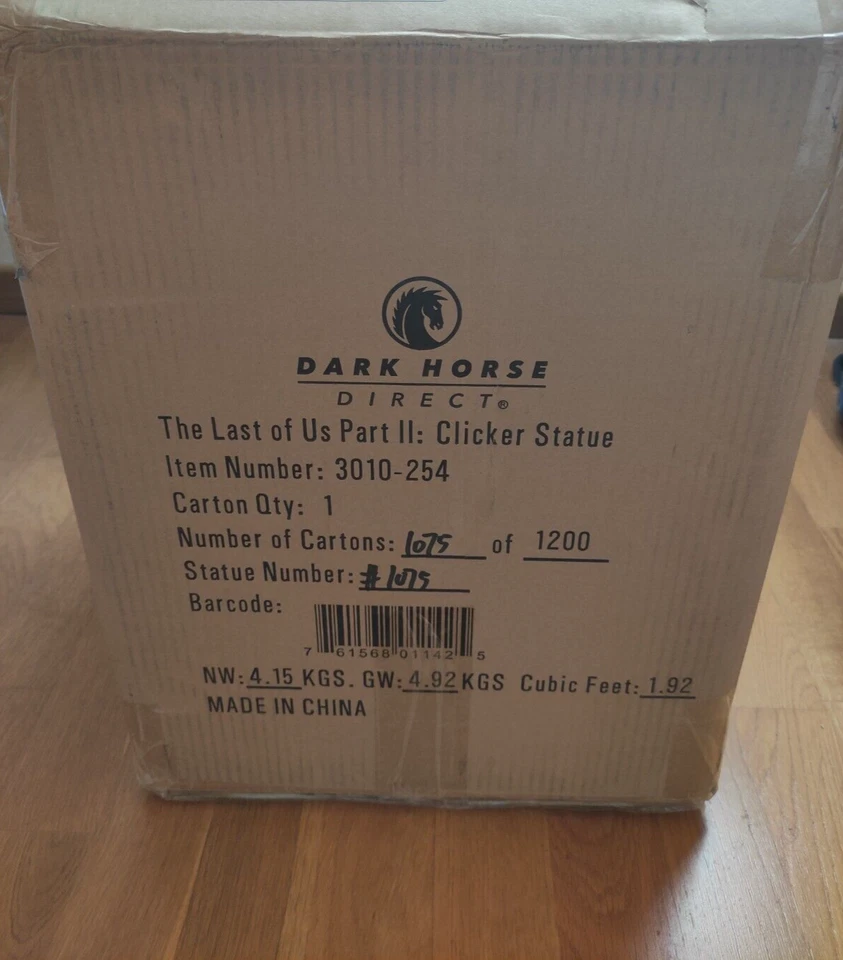 DARK HORSE
DIRECT®
The Last of Us Part II: Clicker Statue
Item Number: 3010-254
Carton Qty: 1
Number of Cartons: 1075 of 1200
Statue Number: #1075
Barcode:
7 61568 01142 5
NW: 4.15 KGS. GW: 4.92 KGS Cubic Feet: 1.92
MADE IN CHINA